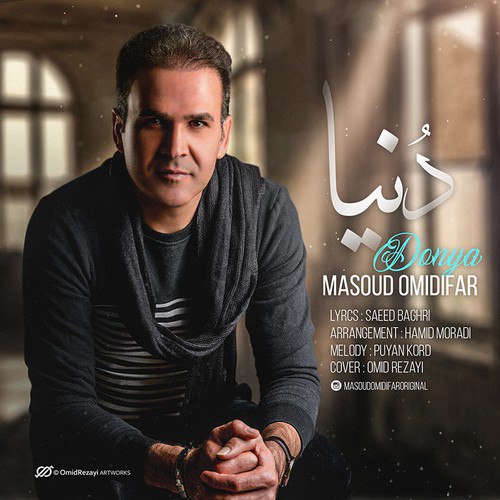 دُنیا
Donya
MASOUD OMIDIFAR
LYRCS : SAEED BAGHRI
ARRANGEMENT : HAMID MORADI
MELODY : PUYAN KORD
COVER : OMID REZAYI
MASOUDOMIDIFARORIGINAL
© OmidRezayi ARTWORKS